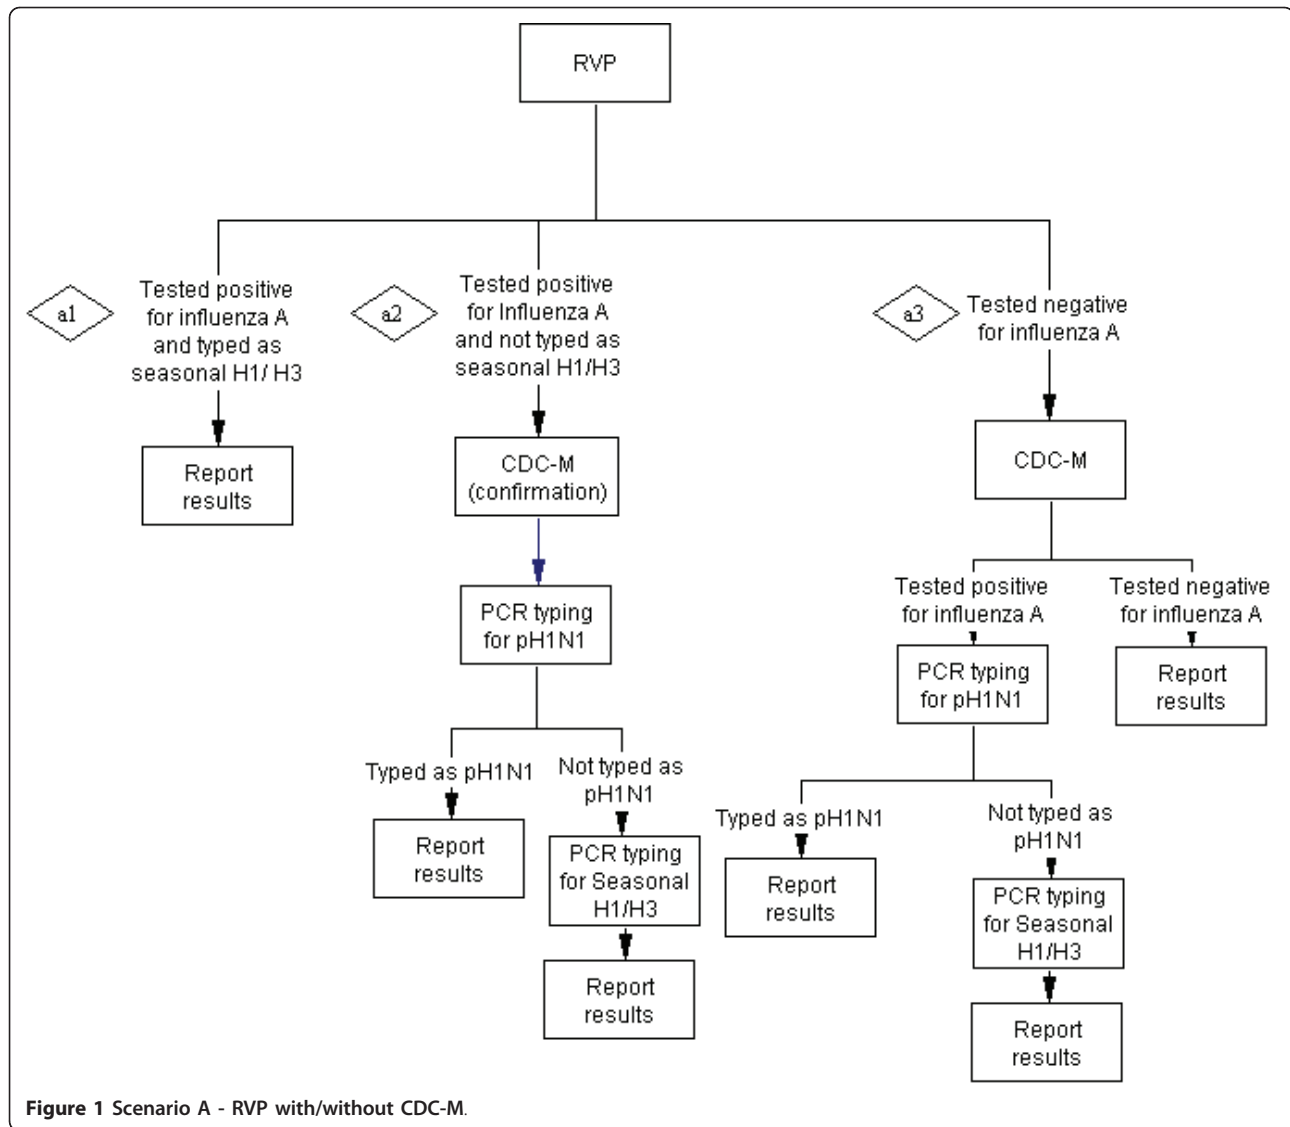 RVP
a1
Tested positive
for influenza A
and typed as
seasonal H1/ H3
Report
results
a2
Tested positive
for Influenza A
and not typed as
seasonal H1/H3
CDC-M
(confirmation)
PCR typing
for pH1N1
Typed as pH1N1
Report
results
Not typed as
pH1N1
PCR typing
for Seasonal
H1/H3
Report
results
a3
Tested negative
for influenza A
CDC-M
Tested positive
for influenza A
PCR typing
for pH1N1
Typed as pH1N1
Report
results
Not typed as
pH1N1
PCR typing
for Seasonal
H1/H3
Report
results
Tested negative
for influenza A
Report
results
Figure 1 Scenario A - RVP with/without CDC-M.